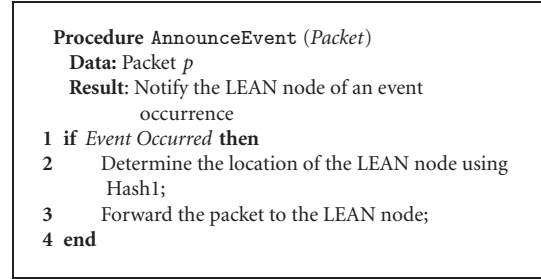 Procedure AnnounceEvent (Packet)
Data: Packet p
Result: Notify the LEAN node of an event
occurrence
1 if Event Occurred then
2 Determine the location of the LEAN node using
Hash1;
3 Forward the packet to the LEAN node;
4 end